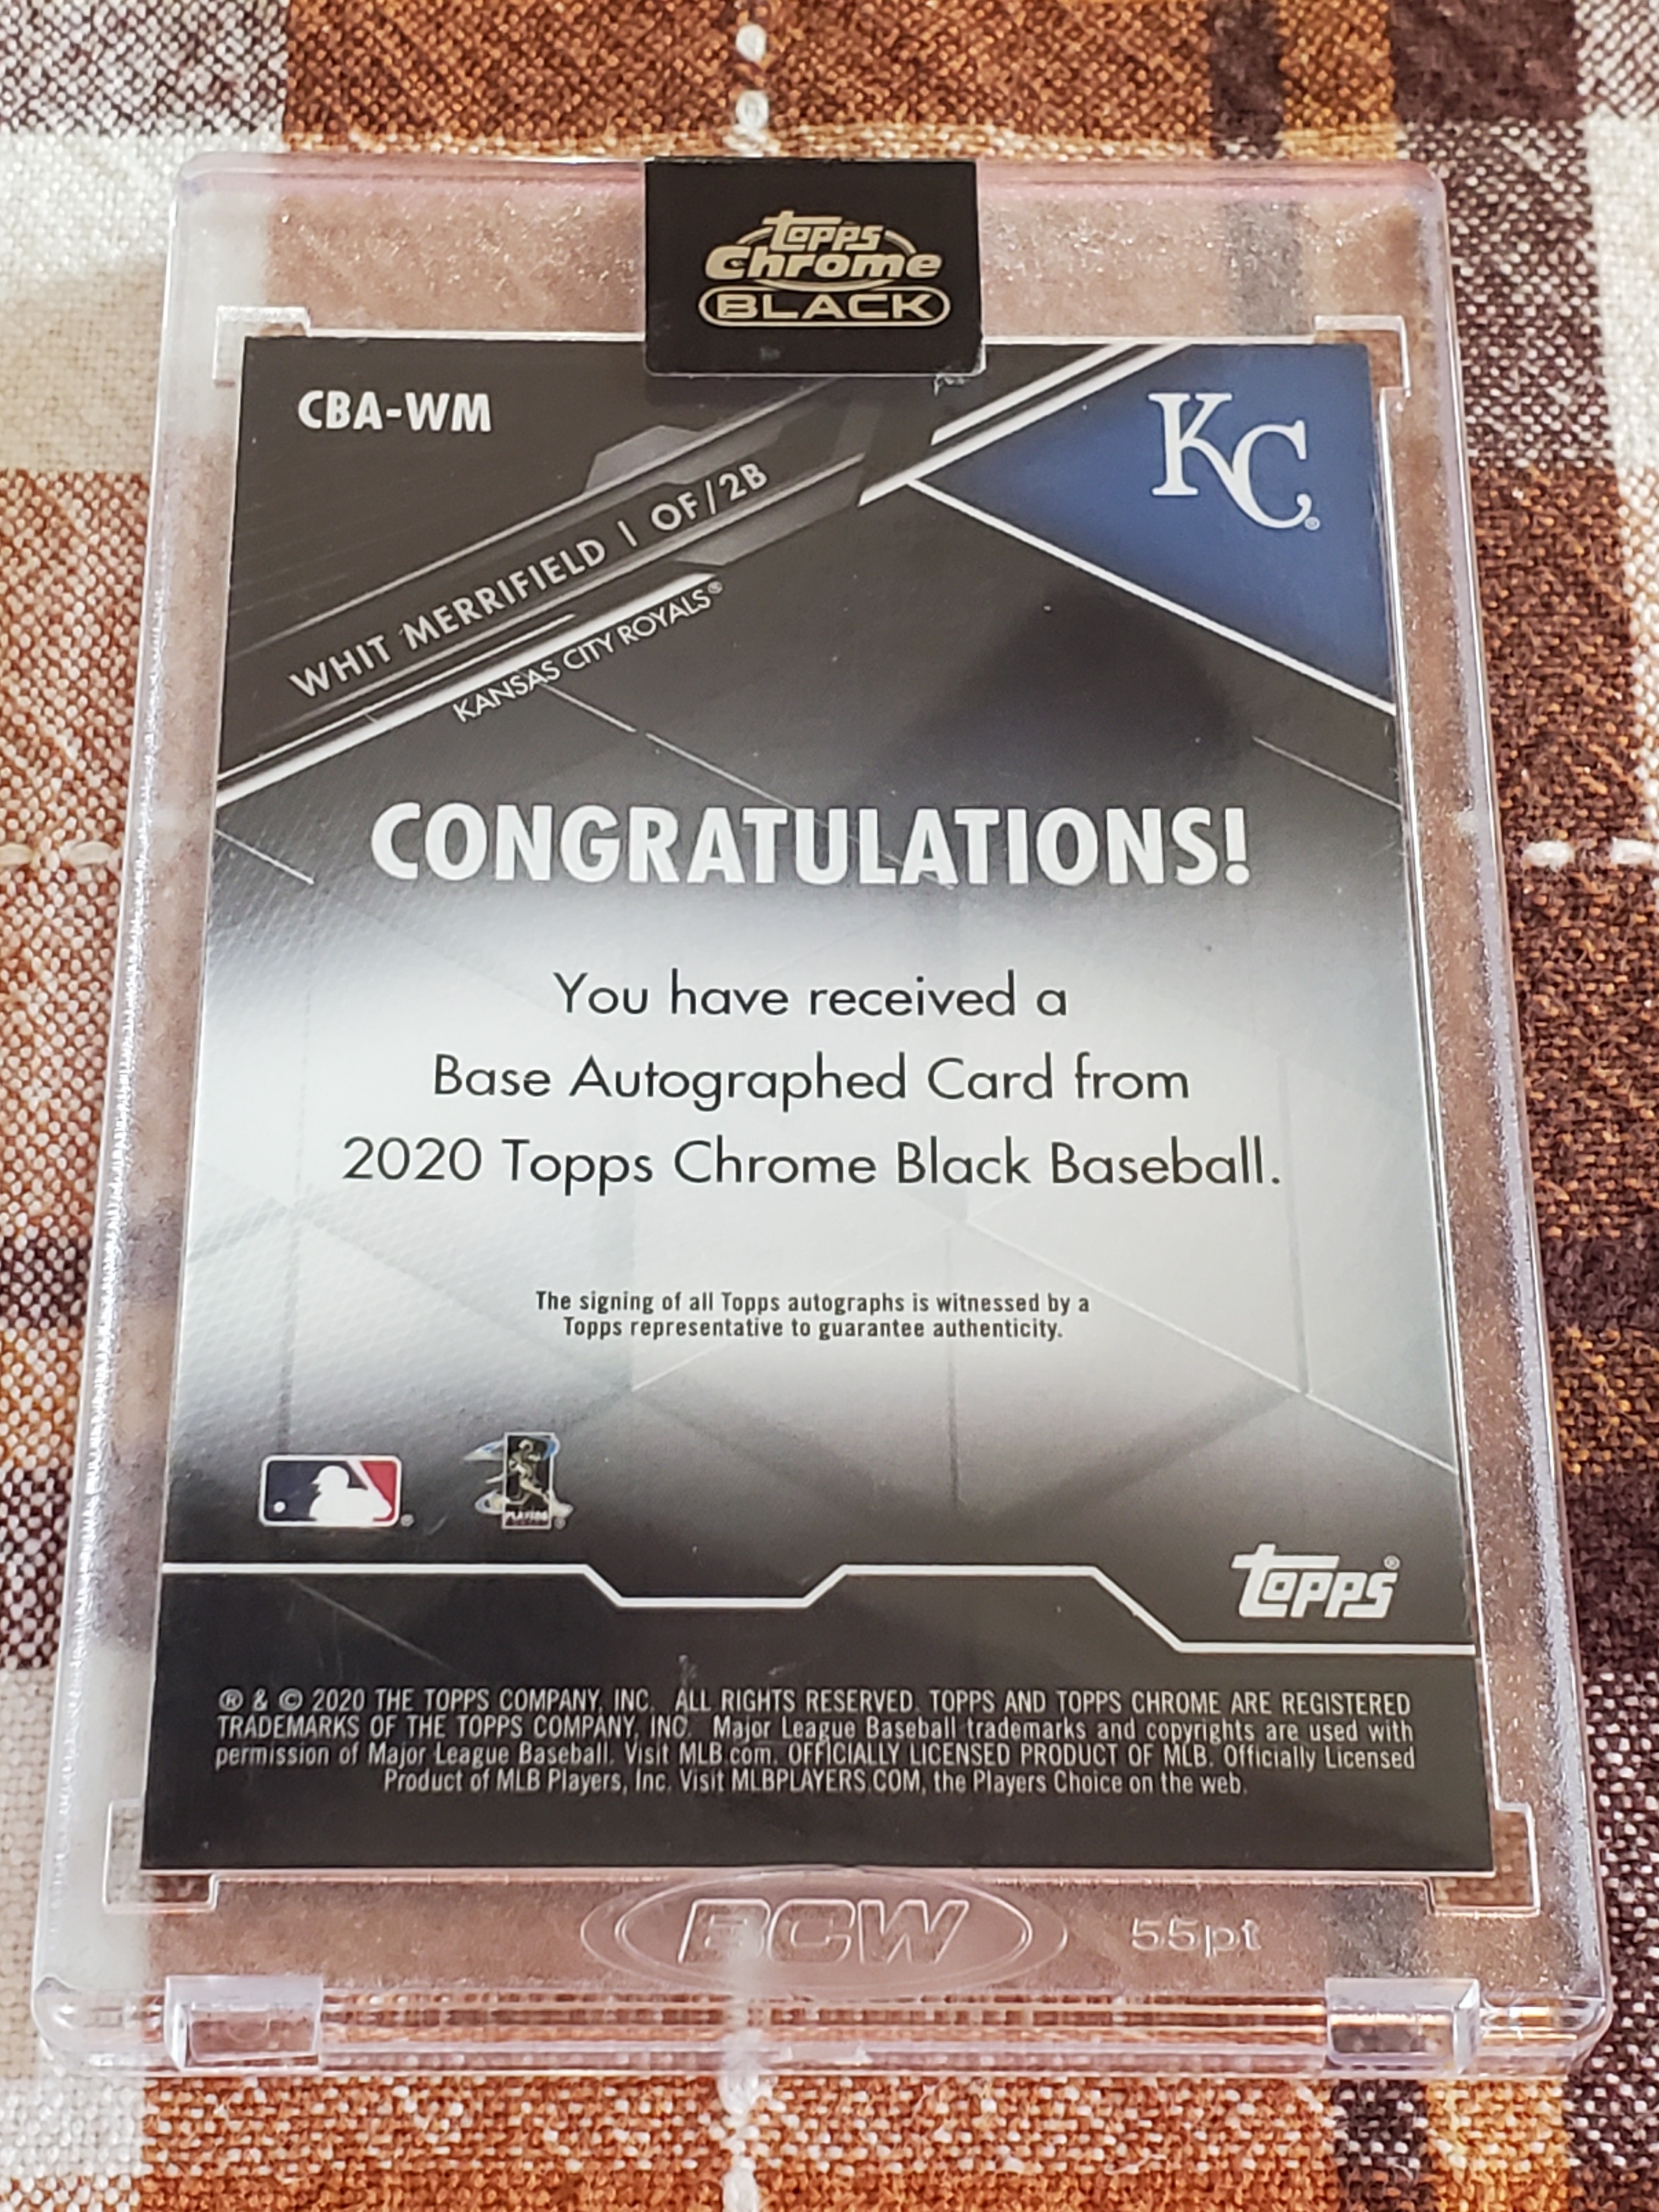 Topps
Chrome
BLACK
CBA-WM
KC®
WHIT MERRIFIELD | OF/2B
KANSAS CITY ROYALS®
CONGRATULATIONS!
You have received a
Base Autographed Card from
2020 Topps Chrome Black Baseball.
The signing of all Topps autographs is witnessed by a
Topps representative to guarantee authenticity.
PLAYERS
Topps®
® & © 2020 THE TOPPS COMPANY, INC. ALL RIGHTS RESERVED. TOPPS AND TOPPS CHROME ARE REGISTERED
TRADEMARKS OF THE TOPPS COMPANY, INC. Major League Baseball trademarks and copyrights are used with
permission of Major League Baseball. Visit MLB.com. OFFICIALLY LICENSED PRODUCT OF MLB. Officially Licensed
Product of MLB Players, Inc. Visit MLBPLAYERS.COM, the Players Choice on the web.
BCW 55pt